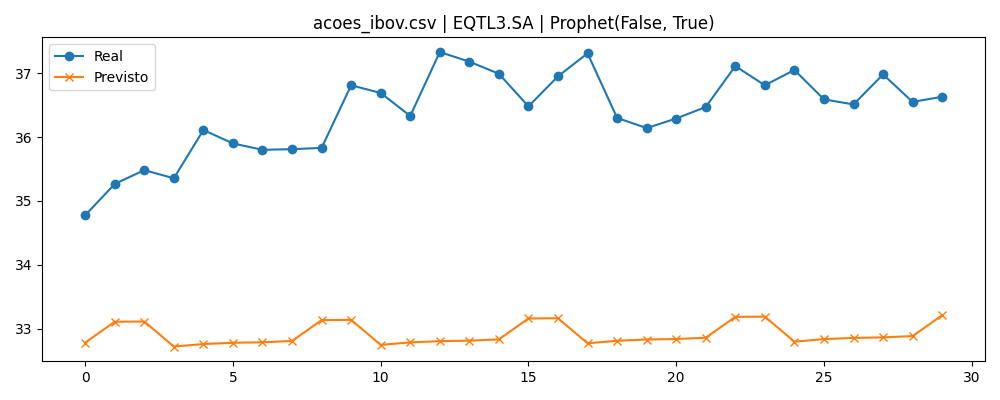 acoes_ibov.csv | EQTL3.SA | Prophet(False, True)
Real
Previsto
37
36
35
34
33
0 5 10 15 20 25 30